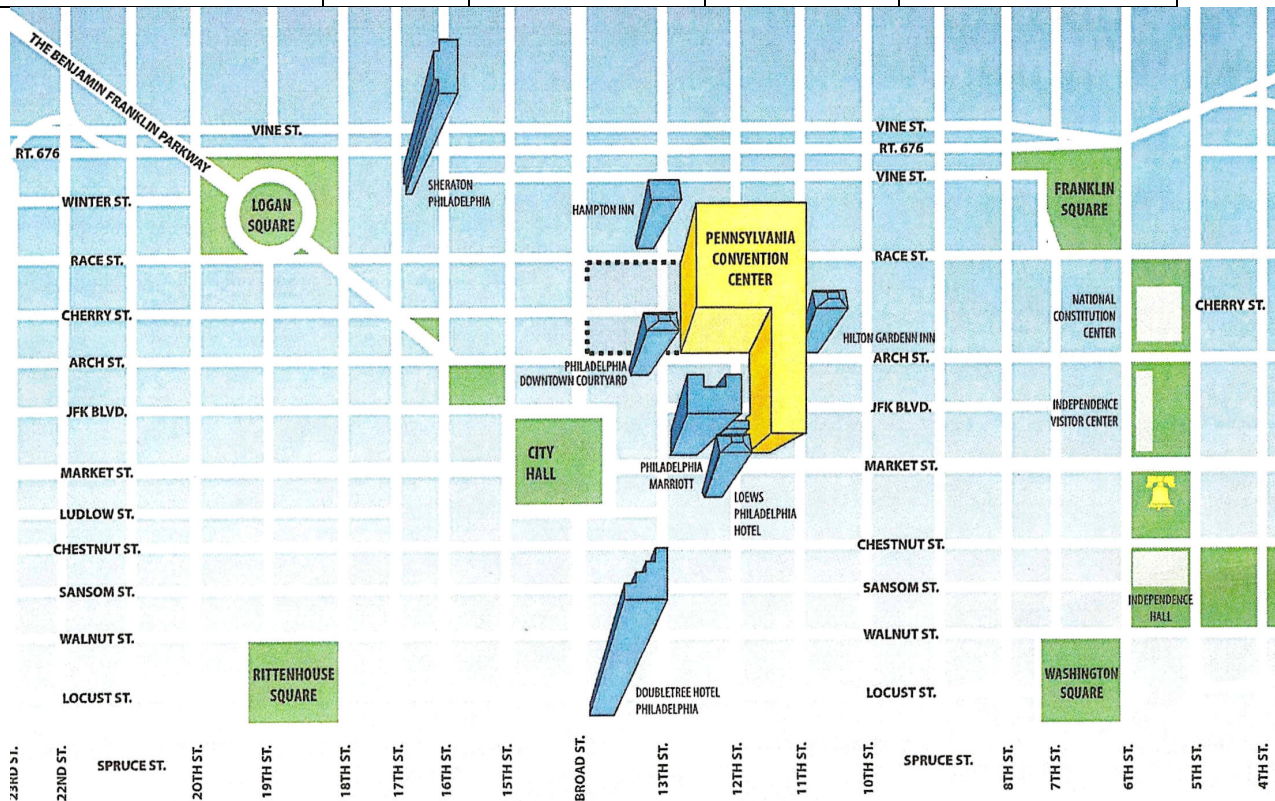 THE BENJAMIN FRANKLIN PARKWAY
VINE ST.
VINE ST.
RT. 676
RT. 676
VINE ST.
SHERATON
PHILADELPHIA
WINTER ST.
LOGAN
SQUARE
HAMPTON INN
FRANKLIN
SQUARE
PENNSYLVANIA
CONVENTION
CENTER
RACE ST.
RACE ST.
NATIONAL
CONSTITUTION
CENTER
CHERRY ST.
CHERRY ST.
HILTON GARDENN INN
ARCH ST.
ARCH ST.
PHILADELPHIA
DOWNTOWN COURTYARD
JFK BLVD.
JFK BLVD.
INDEPENDENCE
VISITOR CENTER
CITY
HALL
MARKET ST.
MARKET ST.
PHILADELPHIA
MARRIOTT
LOEWS
PHILADELPHIA
HOTEL
LUDLOW ST.
CHESTNUT ST.
CHESTNUT ST.
SANSOM ST.
SANSOM ST.
INDEPENDENCE
HALL
WALNUT ST.
WALNUT ST.
RITTENHOUSE
SQUARE
WASHINGTON
SQUARE
LOCUST ST.
LOCUST ST.
DOUBLETREE HOTEL
PHILADELPHIA
23RD ST.
22ND ST.
SPRUCE ST.
20TH ST.
19TH ST.
18TH ST.
17TH ST.
16TH ST.
15TH ST.
BROAD ST.
13TH ST.
12TH ST.
11TH ST.
10TH ST.
SPRUCE ST.
8TH ST.
7TH ST.
6TH ST.
5TH ST.
4TH ST.